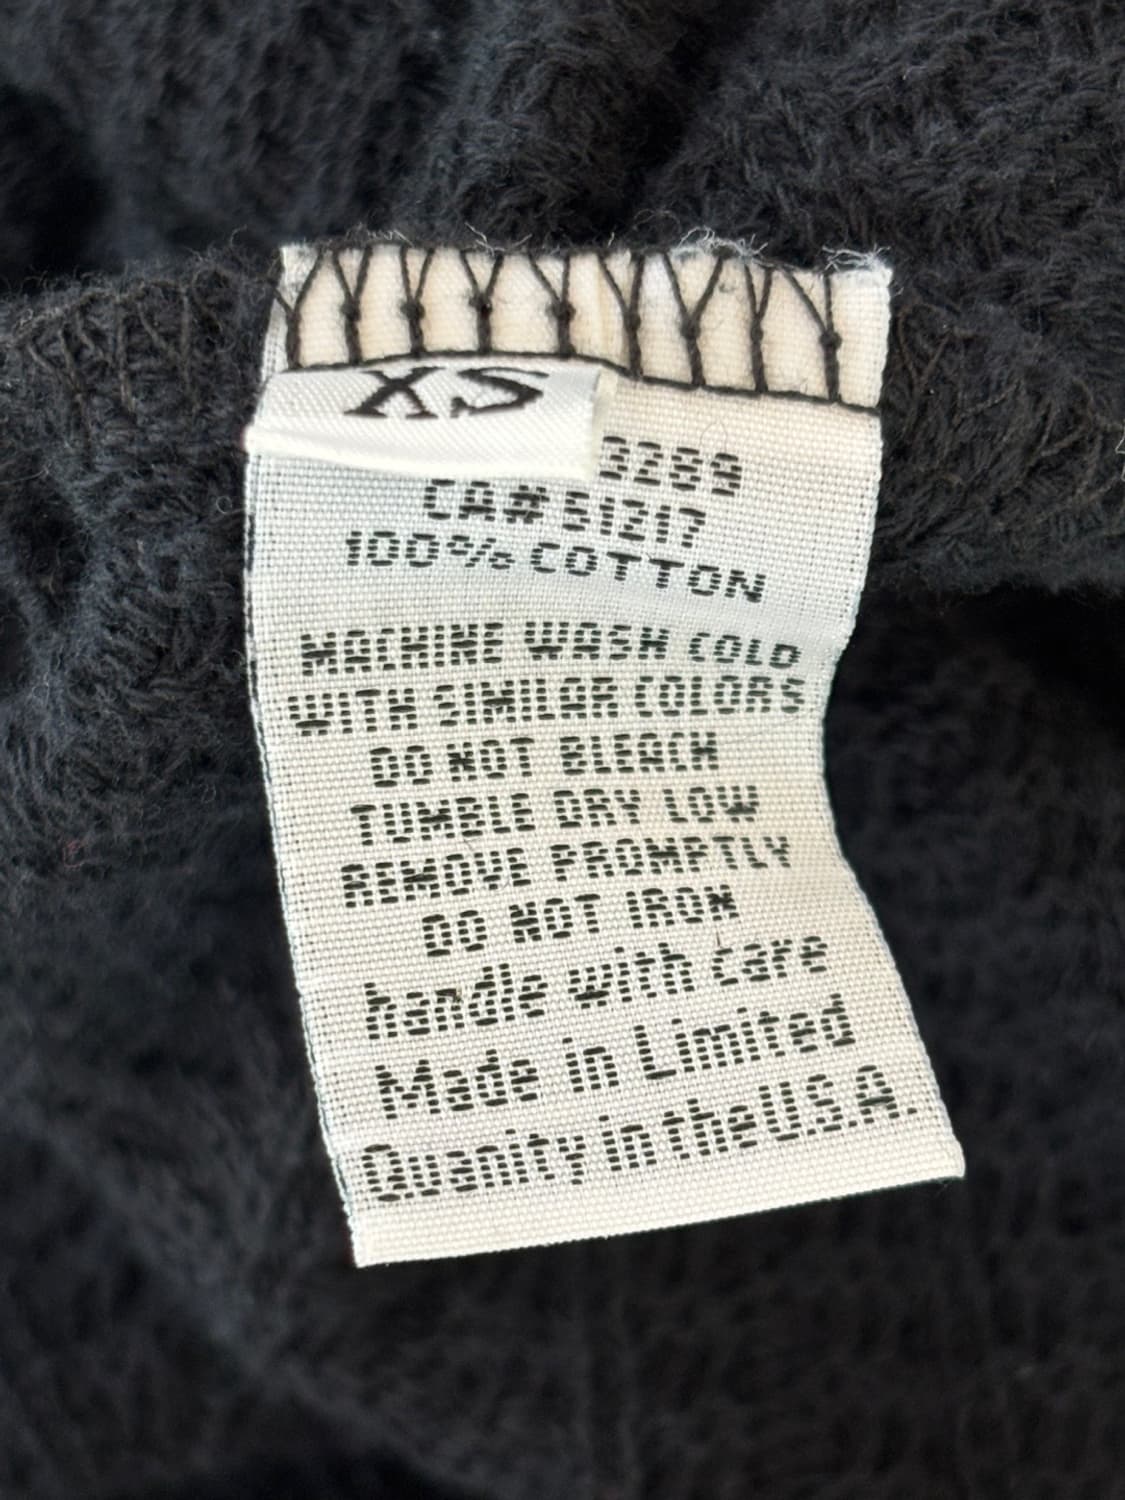 XS
3289
CA#51217
100% COTTON
MACHINE WASH COLD
WITH SIMILAR COLORS
DO NOT BLEACH
TUMBLE DRY LOW
REMOVE PROMPTLY
DO NOT IRON
handle with care
Made in Limited
Quanity in the U.S.A.